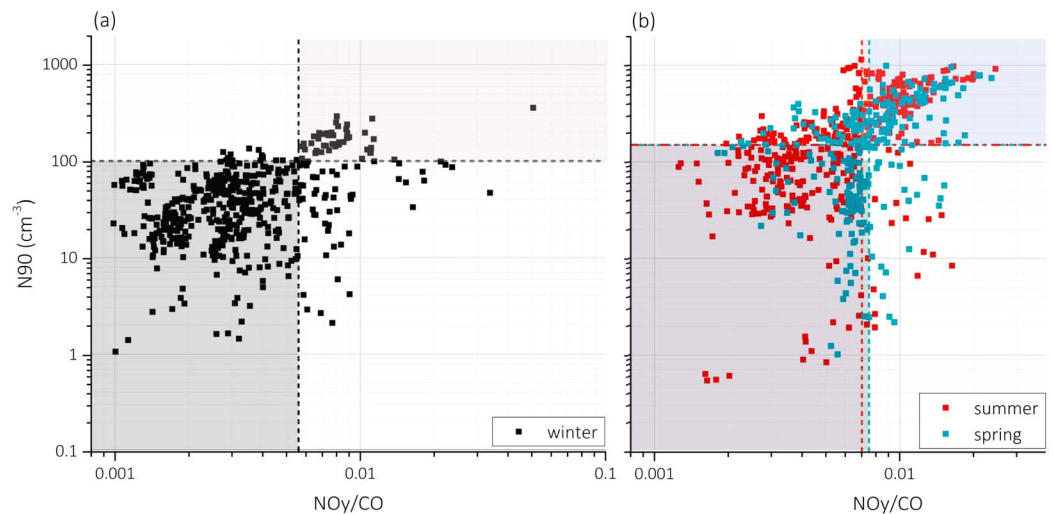 (a)
(b)
1000
100
10
1
0.1
N90 (cm-3)
0.001
0.01
0.1
NOy/CO
winter
0.001
0.01
NOy/CO
summer
spring